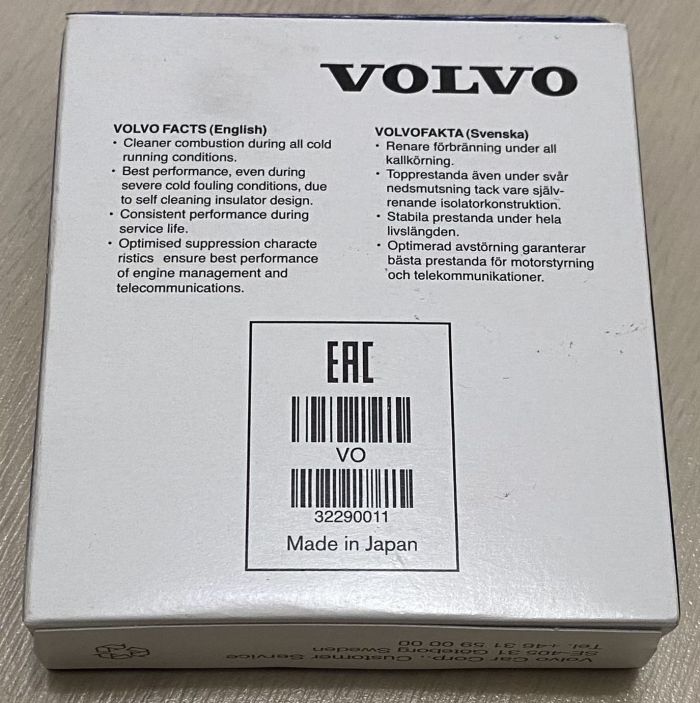 VOLVO
VOLVO FACTS (English)
• Cleaner combustion during all cold
running conditions.
• Best performance, even during
severe cold fouling conditions, due
to self cleaning insulator design.
• Consistent performance during
service life.
• Optimised suppression characte
ristics ensure best performance
of engine management and
telecommunications.
VOLVOFAKTA (Svenska)
• Renare förbränning under all
kallkörning.
• Topprestanda även under svår
nedsmutsning tack vare själv-
renande isolatorkonstruktion.
• Stabila prestanda under hela
livslängden.
• Optimerad avstörning garanterar
bästa prestanda för motorstyrning
och telekommunikationer.
EAC
VO
32290011
Made in Japan
Volvo Car Corp., Customer Service
SE-405 31 Göteborg Sweden
Tel. +46 31 59 00 00